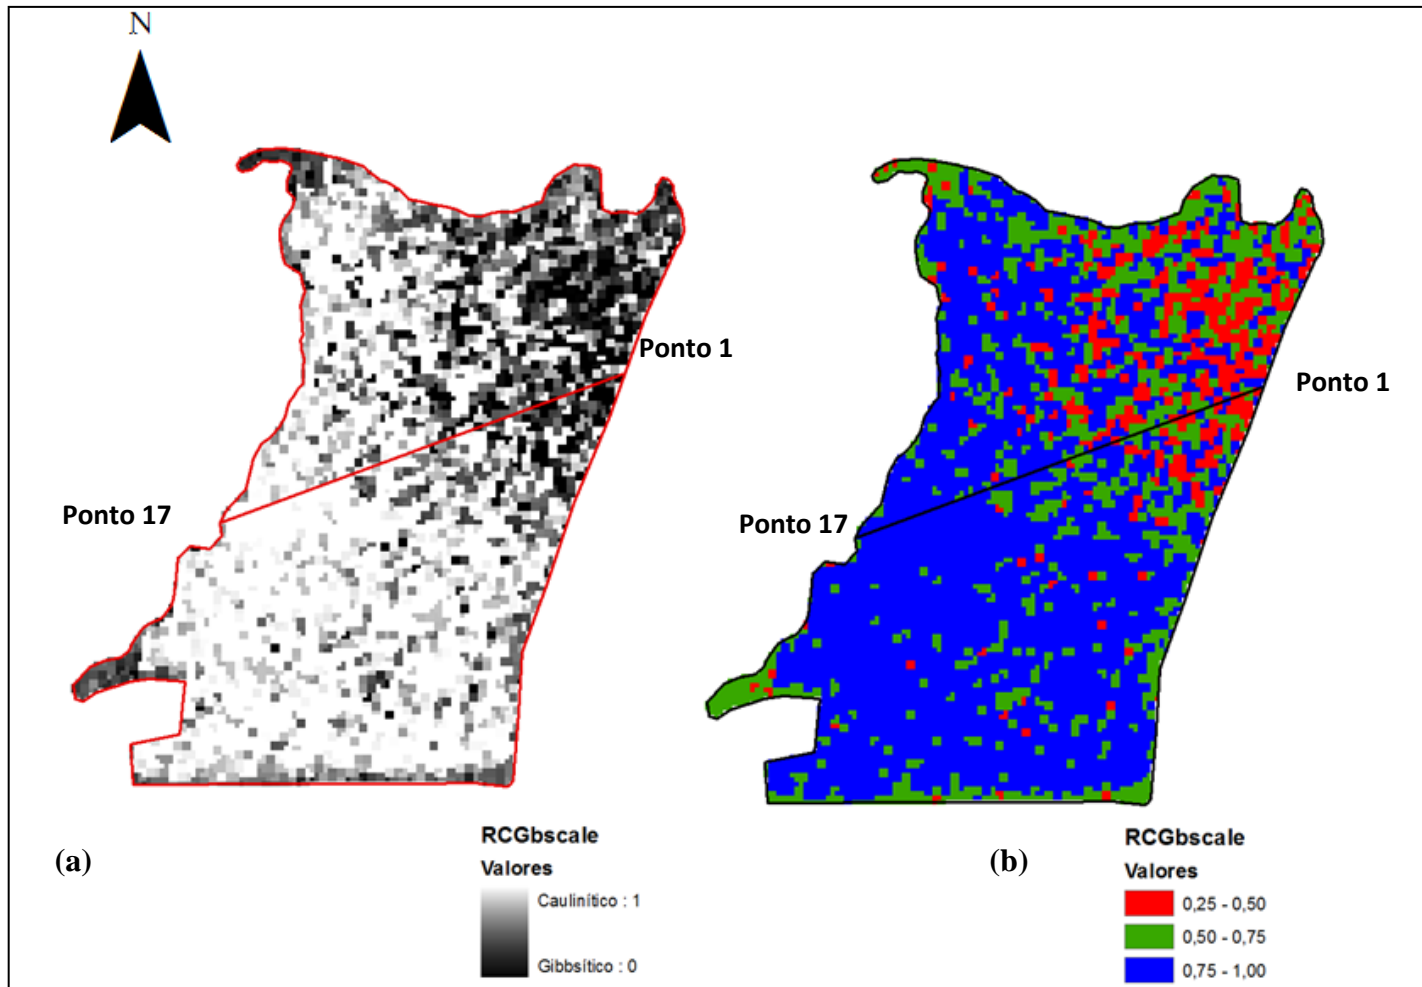 N
Ponto 1
Ponto 17
(a)
RCGbscale
Valores
Caulinítico : 1
Gibbsítico : 0
Ponto 1
Ponto 17
(b)
RCGbscale
Valores
0,25 - 0,50
0,50 - 0,75
0,75 - 1,00